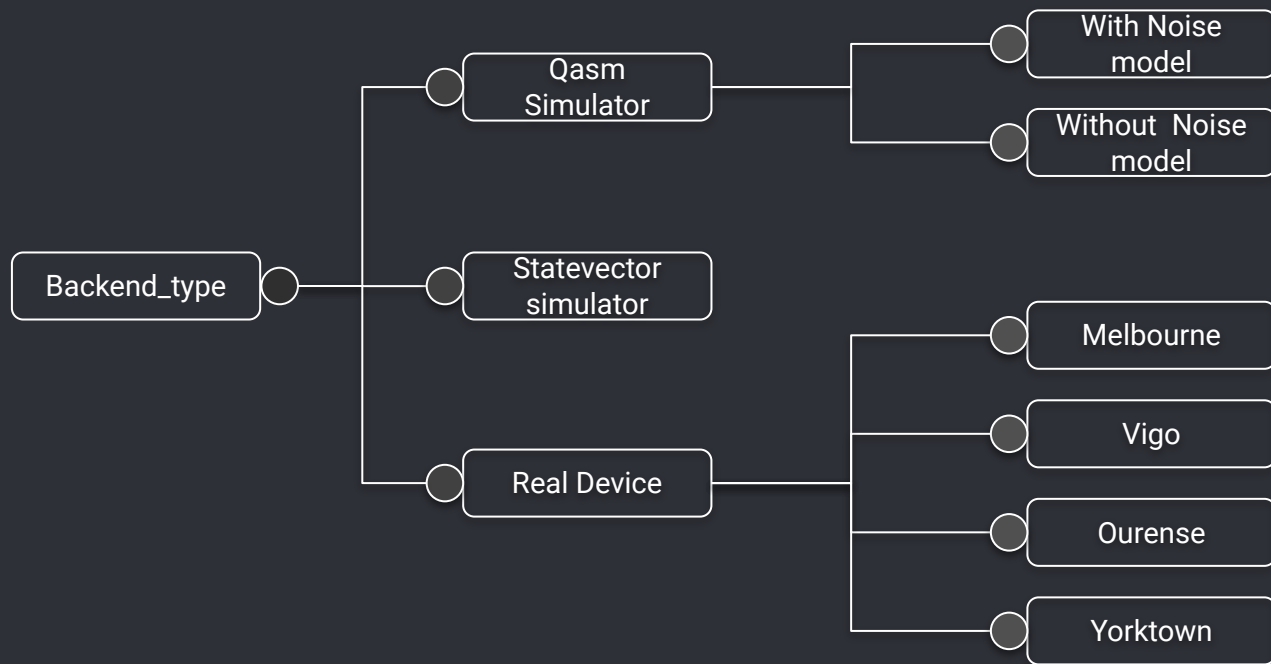 With Noise
model
Qasm
Simulator
Without  Noise
model
Backend_type
Statevector
simulator
Melbourne
Vigo
Real Device
Ourense
Yorktown